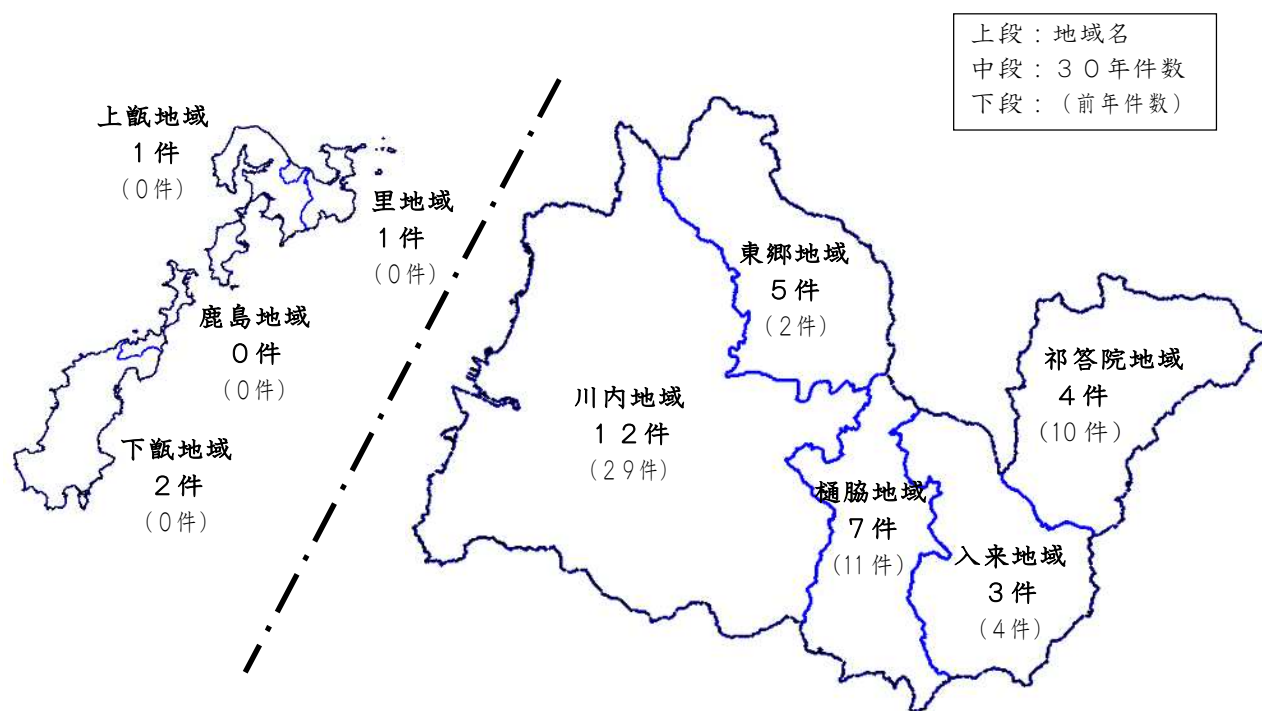 上段：地域名
中段：３０年件数
下段：（前年件数）
上甑地域
１件
（０件）
里地域
１件
（０件）
鹿島地域
０件
（０件）
下甑地域
２件
（０件）
東郷地域
５件
（２件）
川内地域
１２件
（29件）
祁答院地域
４件
（10件）
樋脇地域
７件
（11件）
入来地域
３件
（４件）